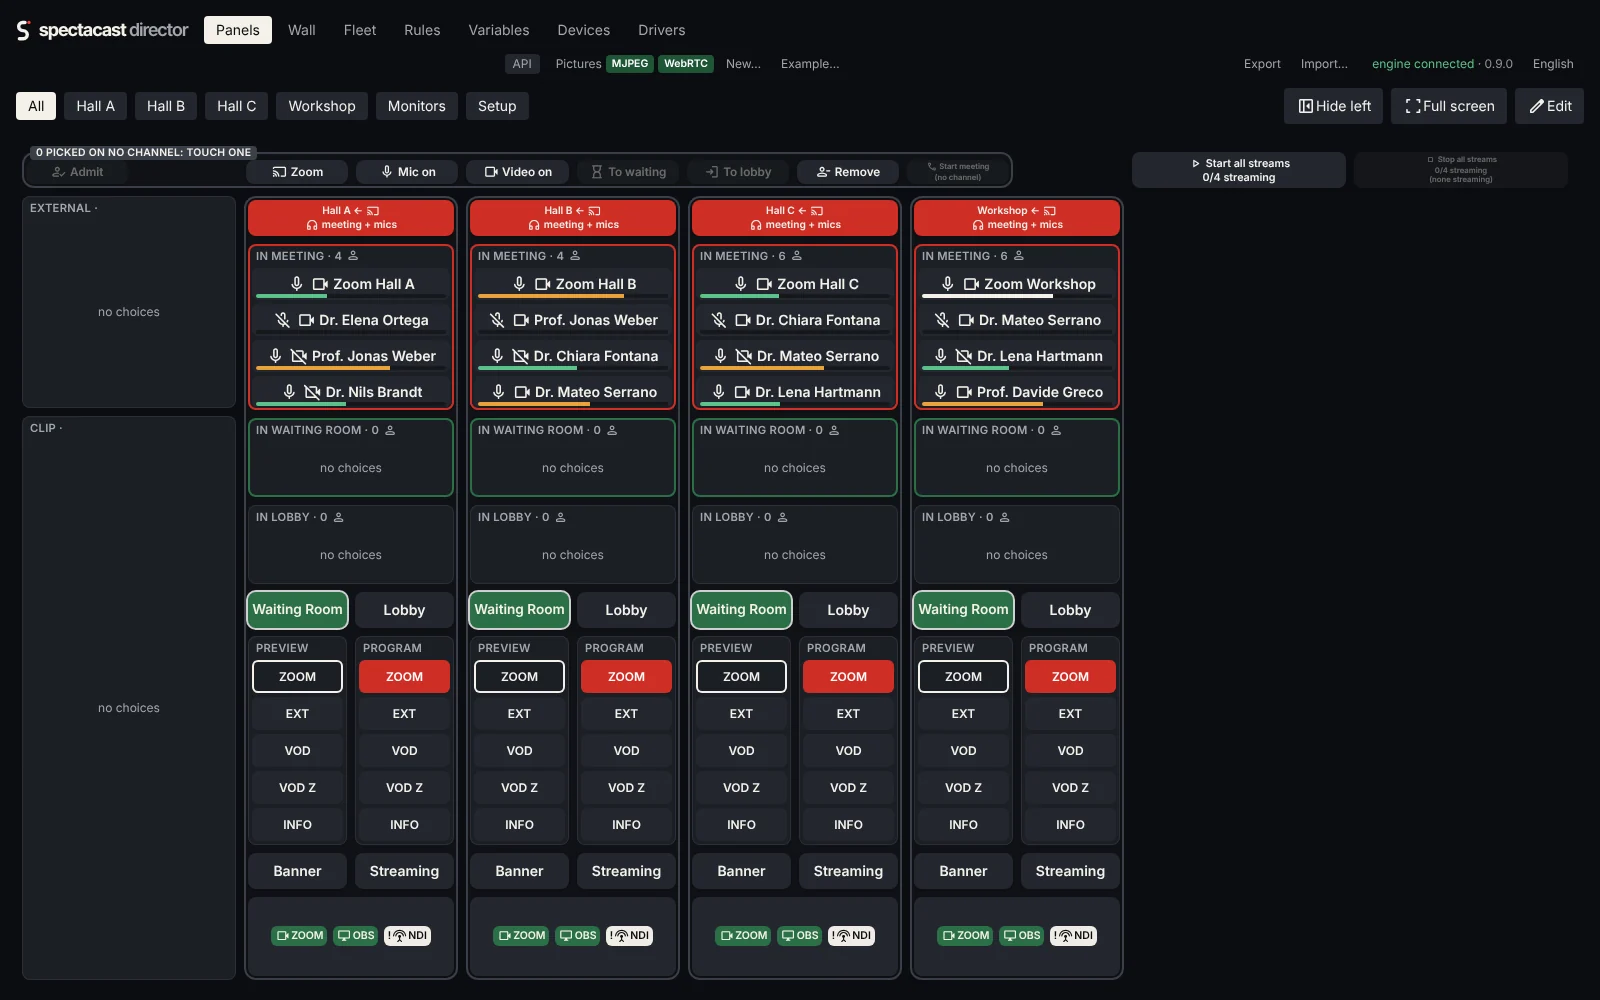 spectacast director Panels Wall Fleet Rules Variables Devices Drivers
API Pictures MJPEG WebRTC New... Example... Export Import... engine connected · 0.9.0 English
All Hall A Hall B Hall C Workshop Monitors Setup Hide left Full screen Edit
0 PICKED ON NO CHANNEL: TOUCH ONE
Admit Zoom Mic on Video on To waiting To lobby Remove Start meeting
(no channel)
Start all streams
0/4 streaming
Stop all streams
0/4 streaming
(none streaming)
EXTERNAL ·
no choices
CLIP ·
no choices
Hall A ←
meeting + mics
IN MEETING · 4
Zoom Hall A
Dr. Elena Ortega
Prof. Jonas Weber
Dr. Nils Brandt
IN WAITING ROOM · 0
no choices
IN LOBBY · 0
no choices
Waiting Room Lobby
PREVIEW PROGRAM
ZOOM ZOOM
EXT EXT
VOD VOD
VOD Z VOD Z
INFO INFO
Banner Streaming
ZOOM OBS ! NDI
Hall B ←
meeting + mics
IN MEETING · 4
Zoom Hall B
Prof. Jonas Weber
Dr. Chiara Fontana
Dr. Mateo Serrano
IN WAITING ROOM · 0
no choices
IN LOBBY · 0
no choices
Waiting Room Lobby
PREVIEW PROGRAM
ZOOM ZOOM
EXT EXT
VOD VOD
VOD Z VOD Z
INFO INFO
Banner Streaming
ZOOM OBS ! NDI
Hall C ←
meeting + mics
IN MEETING · 6
Zoom Hall C
Dr. Chiara Fontana
Dr. Mateo Serrano
Dr. Lena Hartmann
IN WAITING ROOM · 0
no choices
IN LOBBY · 0
no choices
Waiting Room Lobby
PREVIEW PROGRAM
ZOOM ZOOM
EXT EXT
VOD VOD
VOD Z VOD Z
INFO INFO
Banner Streaming
ZOOM OBS ! NDI
Workshop ←
meeting + mics
IN MEETING · 6
Zoom Workshop
Dr. Mateo Serrano
Dr. Lena Hartmann
Prof. Davide Greco
IN WAITING ROOM · 0
no choices
IN LOBBY · 0
no choices
Waiting Room Lobby
PREVIEW PROGRAM
ZOOM ZOOM
EXT EXT
VOD VOD
VOD Z VOD Z
INFO INFO
Banner Streaming
ZOOM OBS ! NDI